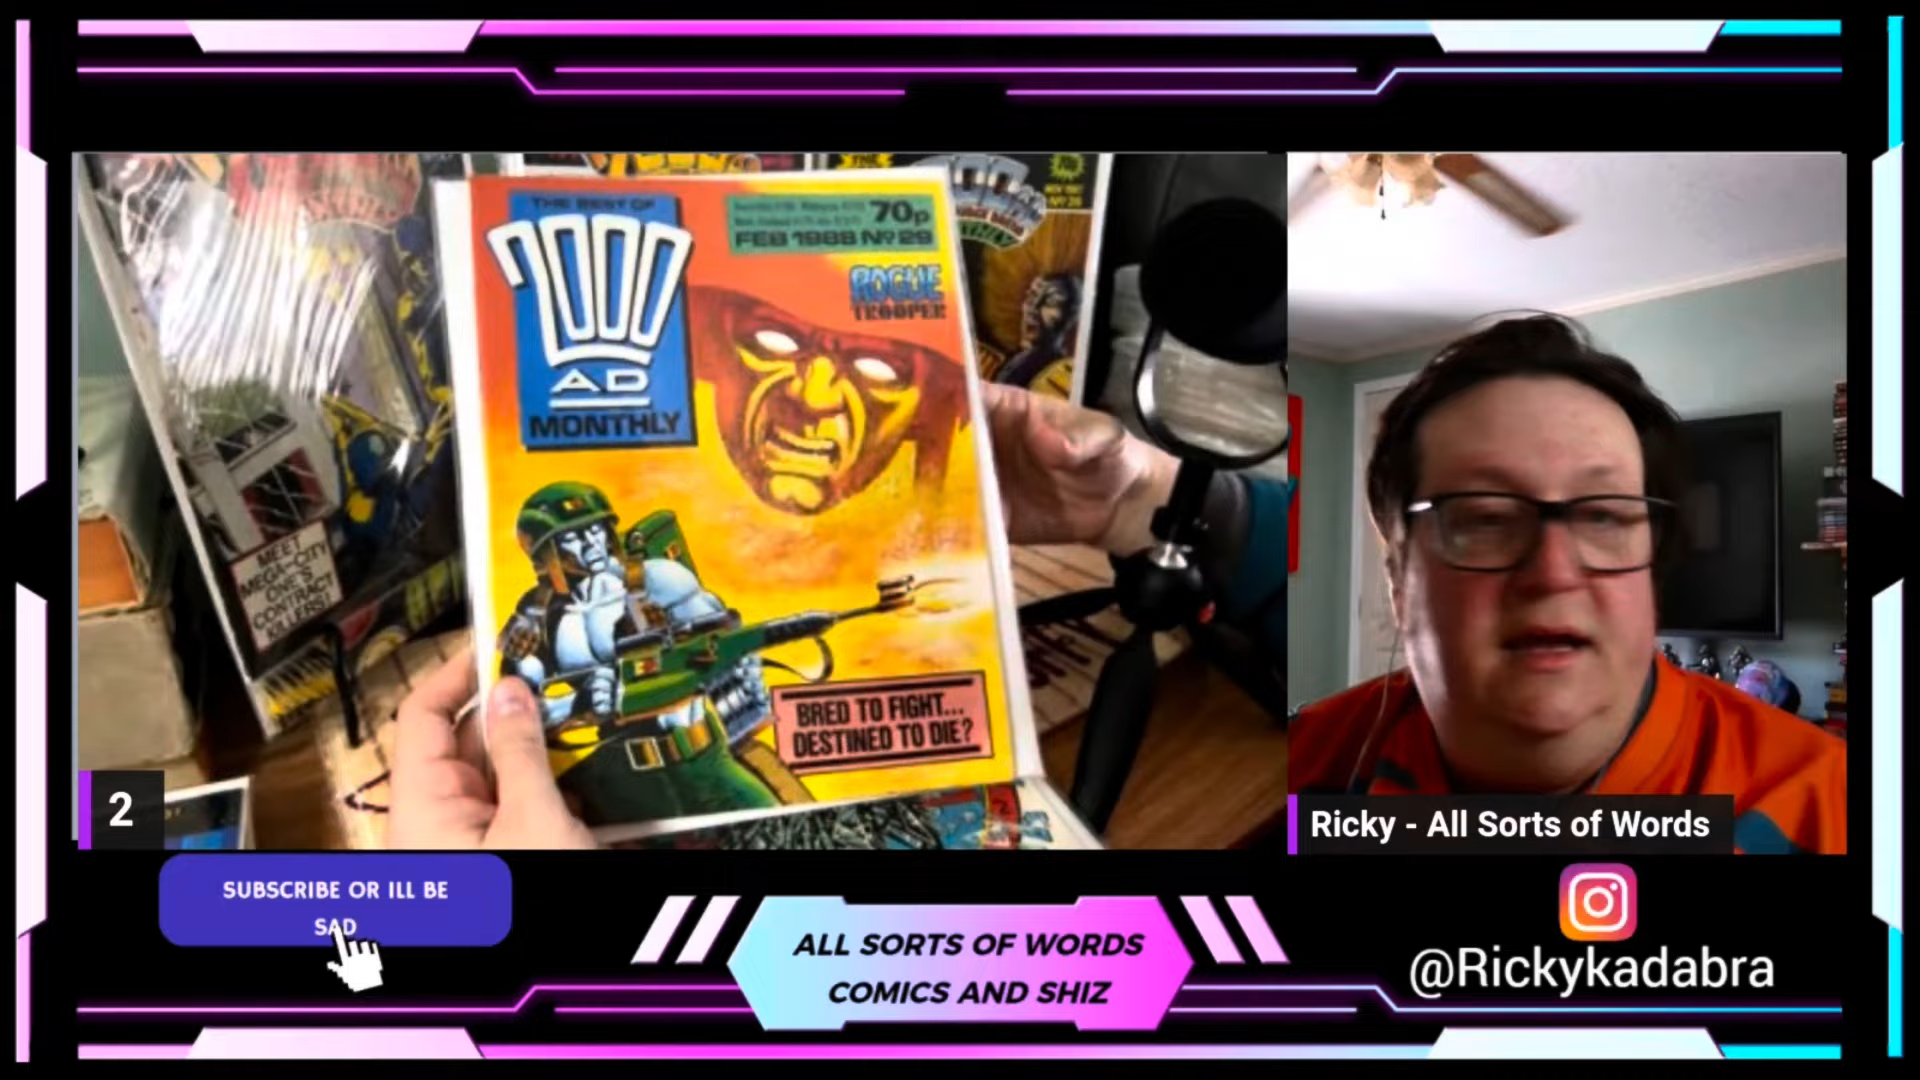 THE BEST OF
2000
AD
MONTHLY
70p
FEB 1988 Nº 29
ROGUE
TROOPER
BRED TO FIGHT...
DESTINED TO DIE?
MEET
MEGA-CITY
ONE'S
CONTRACT
KILLERS!
2
Ricky - All Sorts of Words
SUBSCRIBE OR ILL BE
SAD
ALL SORTS OF WORDS
COMICS AND SHIZ
@Rickykadabra